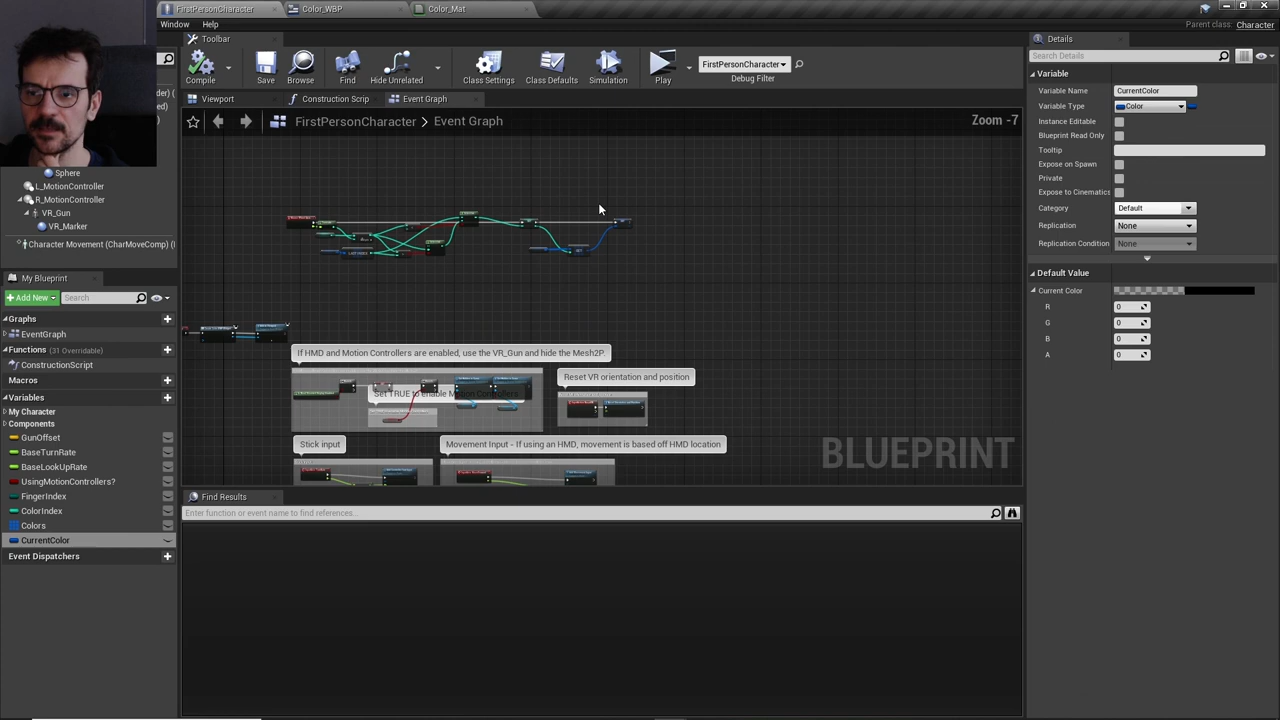 FirstPersonCharacter
Color_WBP
Color_Mat
Window
Help
Parent class: Character
Toolbar
Details
Compile
Save
Browse
Find
Hide Unrelated
Class Settings
Class Defaults
Simulation
Play
FirstPersonCharacter
Debug Filter
Search Details
Variable
Variable Name
CurrentColor
Variable Type
Color
Instance Editable
Blueprint Read Only
Tooltip
Expose on Spawn
Private
Expose to Cinematics
Category
Default
Replication
None
Replication Condition
None
Default Value
Current Color
R
0
G
0
B
0
A
0
Viewport
Construction Scrip
Event Graph
FirstPersonCharacter
Event Graph
Zoom -7
Sphere
L_MotionController
R_MotionController
VR_Gun
VR_Marker
Character Movement (CharMoveComp) (I
My Blueprint
Add New
Search
Graphs
EventGraph
Functions (31 Overridable)
ConstructionScript
Macros
Variables
My Character
Components
GunOffset
BaseTurnRate
BaseLookUpRate
UsingMotionControllers?
FingerIndex
ColorIndex
Colors
CurrentColor
Event Dispatchers
If HMD and Motion Controllers are enabled, use the VR_Gun and hide the Mesh2P.
Set TRUE to enable Motion Controllers
Reset VR orientation and position
Stick input
Movement Input - If using an HMD, movement is based off HMD location
BLUEPRINT
Find Results
Enter function or event name to find references...